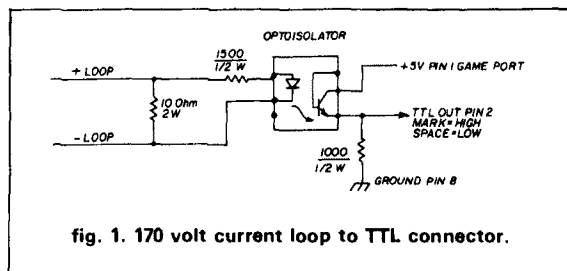 OPTOISOLATOR
1500
1/2 W
+ LOOP
+5V PIN 1 GAME PORT
10 Ohm
2W
TTL OUT PIN 2
MARK=HIGH
SPACE=LOW
- LOOP
1000
1/2 W
GROUND PIN 8
fig. 1. 170 volt current loop to TTL connector.